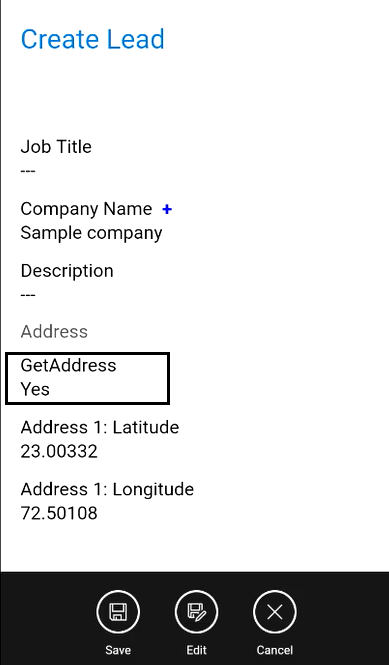 Create Lead
Job Title
---
Company Name +
Sample company
Description
---
Address
GetAddress
Yes
Address 1: Latitude
23.00332
Address 1: Longitude
72.50108
Save Edit Cancel